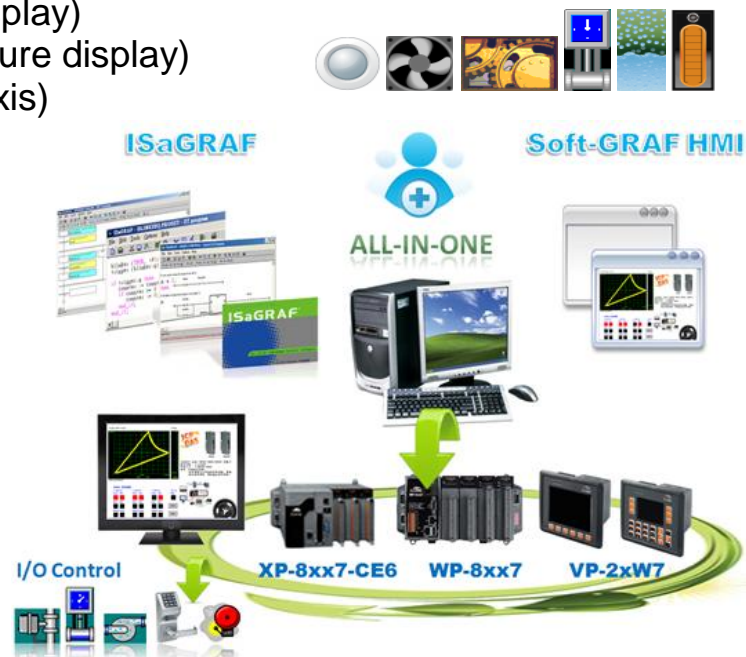 play)
ure display)
xis)
ISaGRAF
Soft-GRAF HMI
ALL-IN-ONE
ISaGRAF
I/O Control
XP-8xx7-CE6
WP-8xx7
VP-2xW7